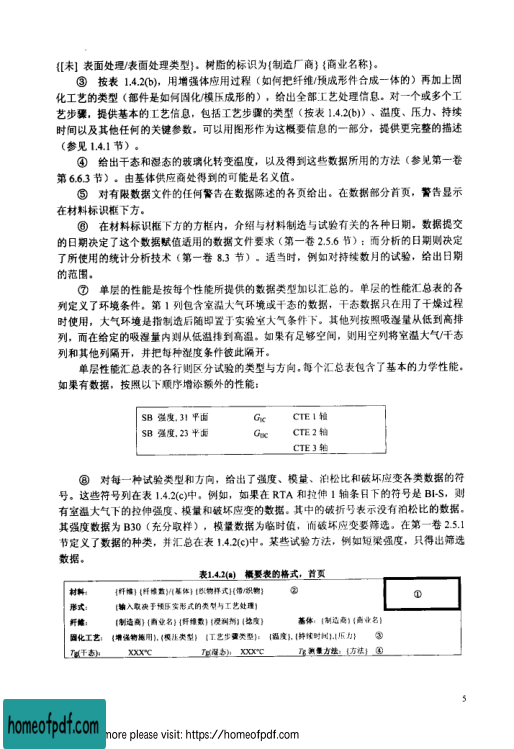 {[未] 表面处理/表面处理类型}。树脂的标识为{制造厂商} {商业名称}。
③ 按表 1.4.2(b)，用增强体应用过程（如何把纤维/预成形件合成一体的）再加上固
化工艺的类型（部件是如何固化/模压成形的），给出全部工艺处理信息。对一个或多个工
艺步骤，提供基本的工艺信息，包括工艺步骤的类型（按表 1.4.2(b)）、温度、压力、持续
时间以及其他任何的关键参数。可以用图形作为这概要信息的一部分，提供更完整的描述
（参见 1.4.1 节）。
④ 给出干态和湿态的玻璃化转变温度，以及得到这些数据所用的方法（参见第一卷
第 6.6.3 节）。由基体供应商处得到的可能是名义值。
⑤ 对有限数据文件的任何警告在数据陈述的各页给出。在数据部分首页，警告显示
在材料标识框下方。
⑥ 在材料标识框下方的方框内，介绍与材料制造与试验有关的各种日期。数据提交
的日期决定了这个数据赋值适用的数据文件要求（第一卷 2.5.6 节）；而分析的日期则决定
了所使用的统计分析技术（第一卷 8.3 节）。适当时，例如对持续数月的试验，给出日期
的范围。
⑦ 单层的性能是按每个性能所提供的数据类型加以汇总的。单层的性能汇总表的各
列定义了环境条件。第 1 列包含室温大气环境或干态的数据，干态数据只在用了干燥过程
时使用，大气环境是指制造后随即置于实验室大气条件下。其他列按照吸湿量从低到高排
列，而在给定的吸湿量内则从低温排到高温。如果有足够空间，则用空列将室温大气/干态
列和其他列隔开，并把每种湿度条件彼此隔开。
单层性能汇总表的各行则区分试验的类型与方向。每个汇总表包含了基本的力学性能。
如果有数据，按照以下顺序增添额外的性能：
SB 强度, 31 平面 GIC CTE 1 轴
SB 强度, 23 平面 GIIC CTE 2 轴
CTE 3 轴
⑧ 对每一种试验类型和方向，给出了强度、模量、泊松比和破坏应变各类数据的符
号。这些符号列在表 1.4.2(c)中。例如，如果在 RTA 和拉伸 1 轴条目下的符号是 BI-S，则
有室温大气下的拉伸强度、模量和破坏应变的数据。其中的破折号表示没有泊松比的数据。
其强度数据为 B30（充分取样），模量数据为临时值，而破坏应变要筛选。在第一卷 2.5.1
节定义了数据的种类，并汇总在表 1.4.2(c)中。某些试验方法，例如短梁强度，只得出筛选
数据。
表1.4.2(a) 概要表的格式，首页
材料： {纤维} {纤维数}/{基体} {织物样式}{带/织物} ② ①
形式： {输入取决于预浸实形式的类型与工艺处理}
纤维： {制造商} {商业名} {纤维数} {浸润剂} {捻度} 基体：{制造商} {商业名}
固化工艺： {增强物施用}, {模压类型} {工艺步骤类型}：{温度}, {持续时间}, {压力} ③
Tg(干态)： XXX℃ Tg(湿态)： XXX℃ Tg 测量方法：{方法} ④
5
homeofpdf.com
more please visit: https://homeofpdf.com